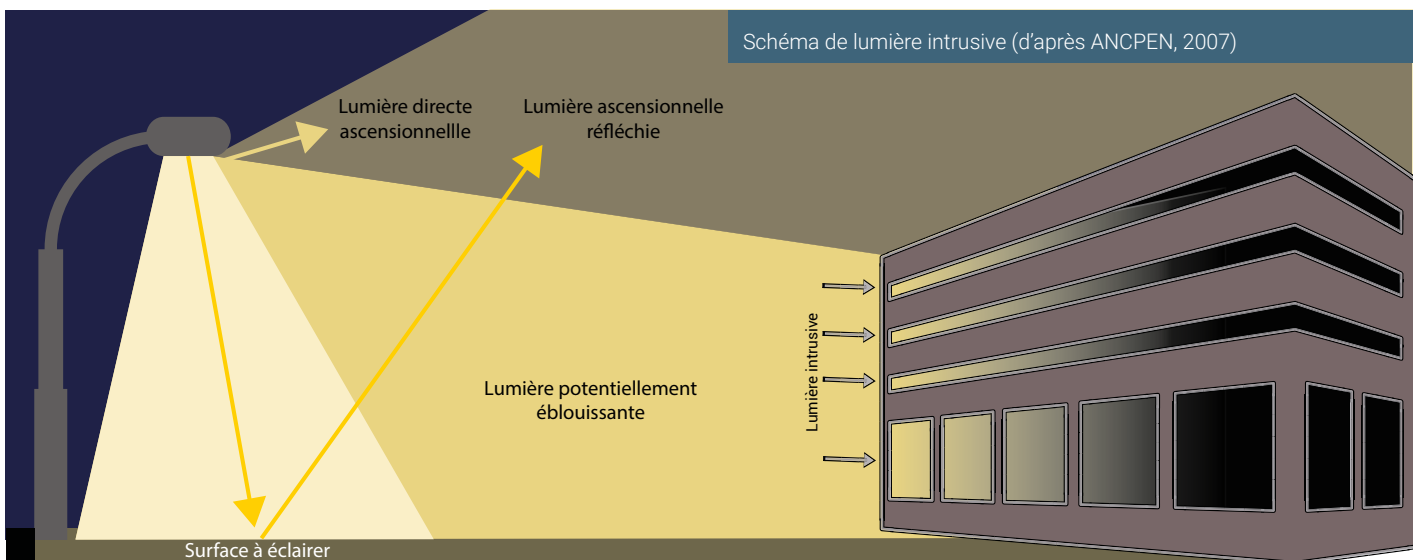 Schéma de lumière intrusive (d'après ANCPEN, 2007)
Lumière directe
ascensionnellle
Lumière ascensionnelle
réfléchie
Lumière potentiellement
éblouissante
Lumière intrusive
Surface à éclairer